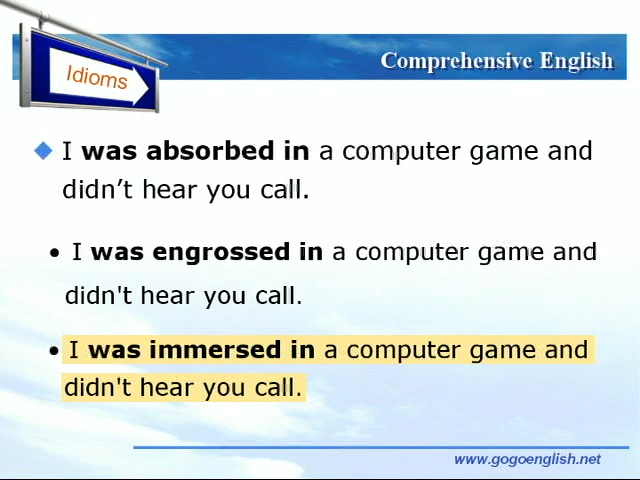 Idioms
Comprehensive English
I was absorbed in a computer game and
didn’t hear you call.
• I was engrossed in a computer game and
didn't hear you call.
• I was immersed in a computer game and
didn't hear you call.
www.gogoenglish.net